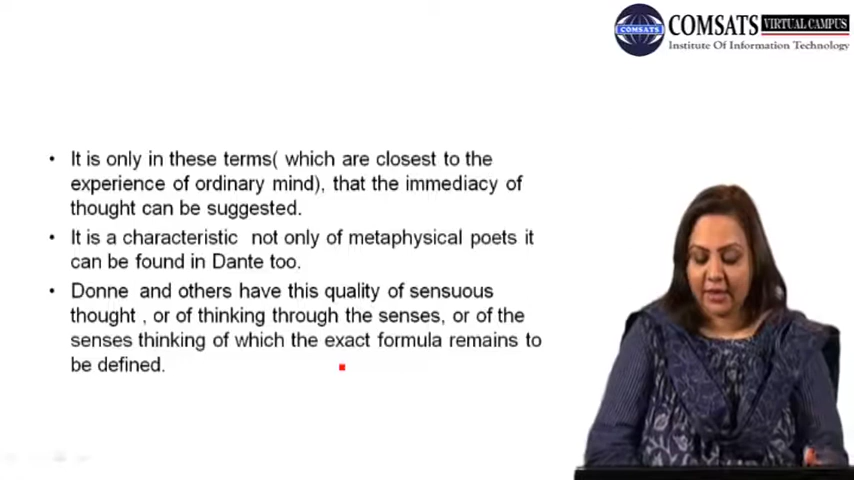 COMSATS VIRTUAL CAMPUS
COMSATS
Institute Of Information Technology
• It is only in these terms( which are closest to the
experience of ordinary mind), that the immediacy of
thought can be suggested.
• It is a characteristic not only of metaphysical poets it
can be found in Dante too.
• Donne and others have this quality of sensuous
thought , or of thinking through the senses, or of the
senses thinking of which the exact formula remains to
be defined.